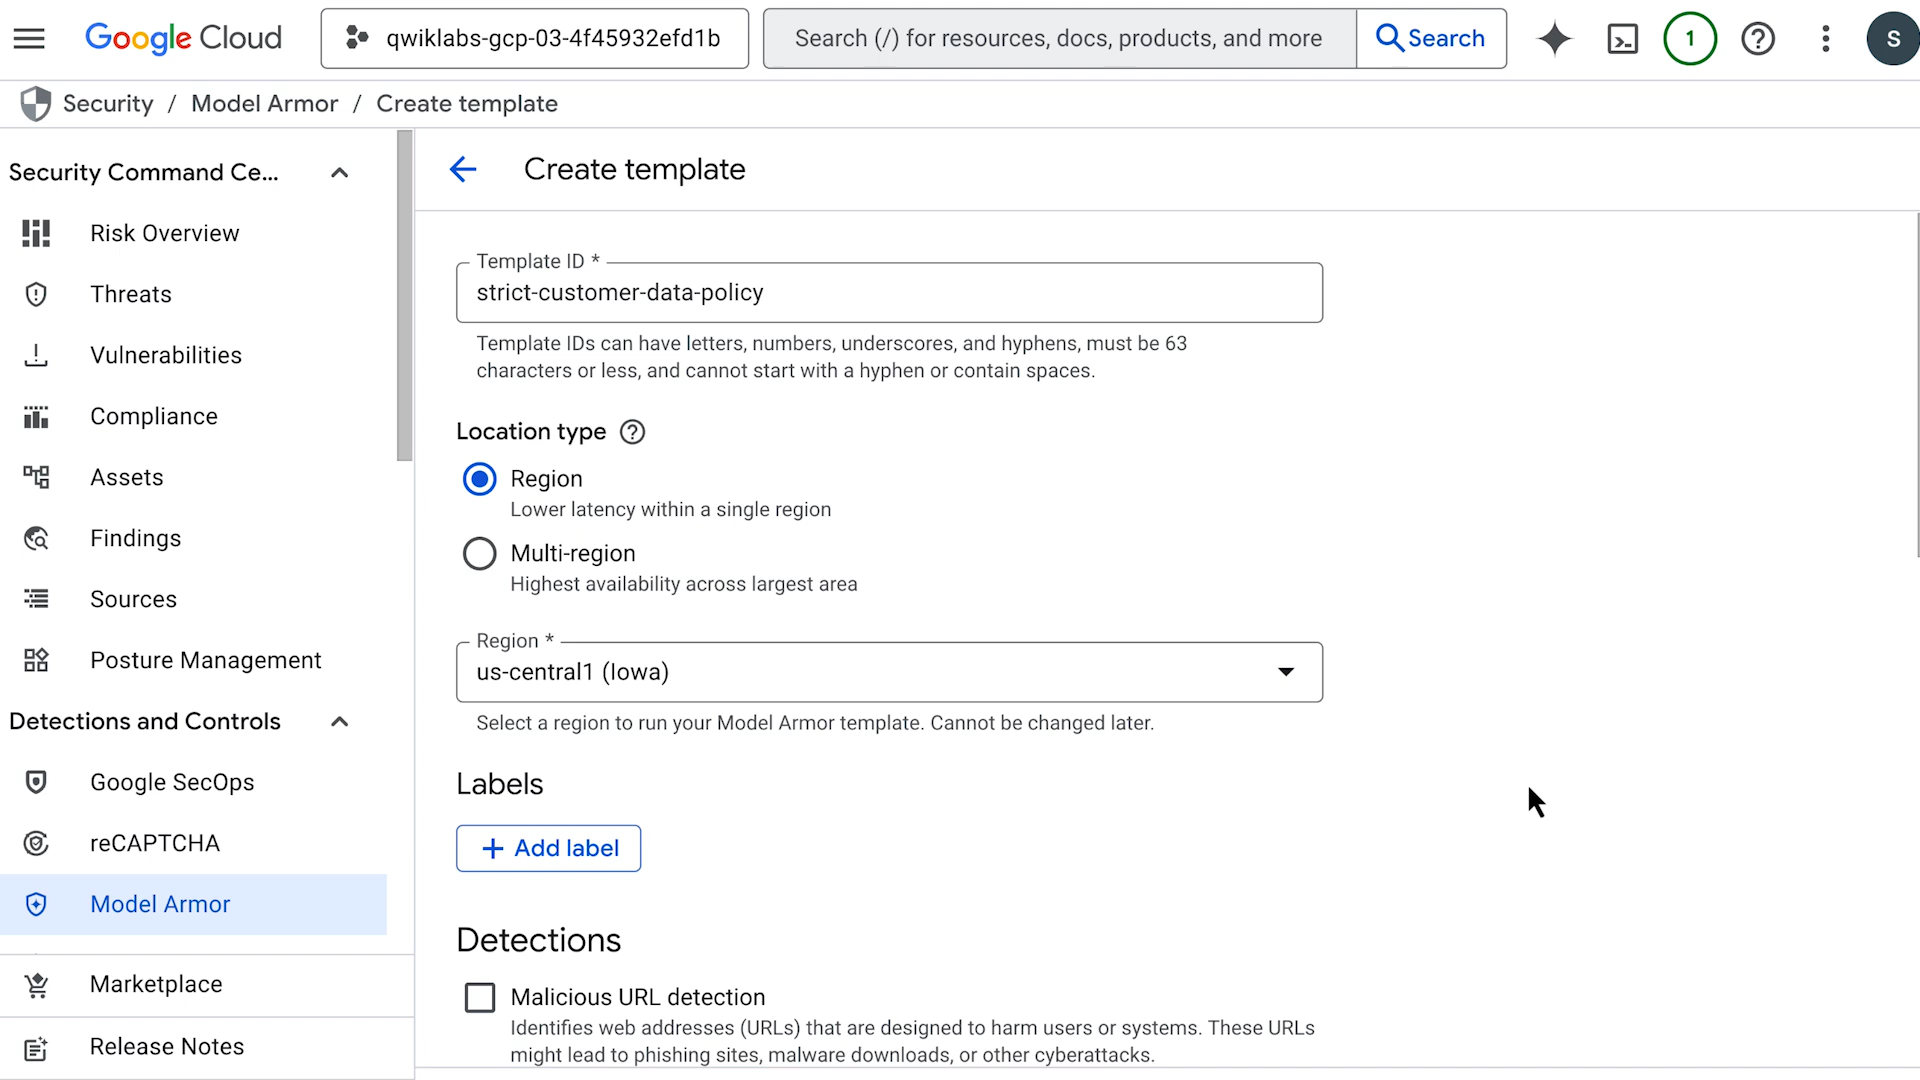 Google Cloud
qwiklabs-gcp-03-4f45932efd1b
Search (/) for resources, docs, products, and more
Search
1
S
Security / Model Armor / Create template
Security Command Ce...
Risk Overview
Threats
Vulnerabilities
Compliance
Assets
Findings
Sources
Posture Management
Detections and Controls
Google SecOps
reCAPTCHA
Model Armor
Marketplace
Release Notes
Create template
Template ID *
strict-customer-data-policy
Template IDs can have letters, numbers, underscores, and hyphens, must be 63
characters or less, and cannot start with a hyphen or contain spaces.
Location type
Region
Lower latency within a single region
Multi-region
Highest availability across largest area
Region *
us-central1 (Iowa)
Select a region to run your Model Armor template. Cannot be changed later.
Labels
+ Add label
Detections
Malicious URL detection
Identifies web addresses (URLs) that are designed to harm users or systems. These URLs
might lead to phishing sites, malware downloads, or other cyberattacks.